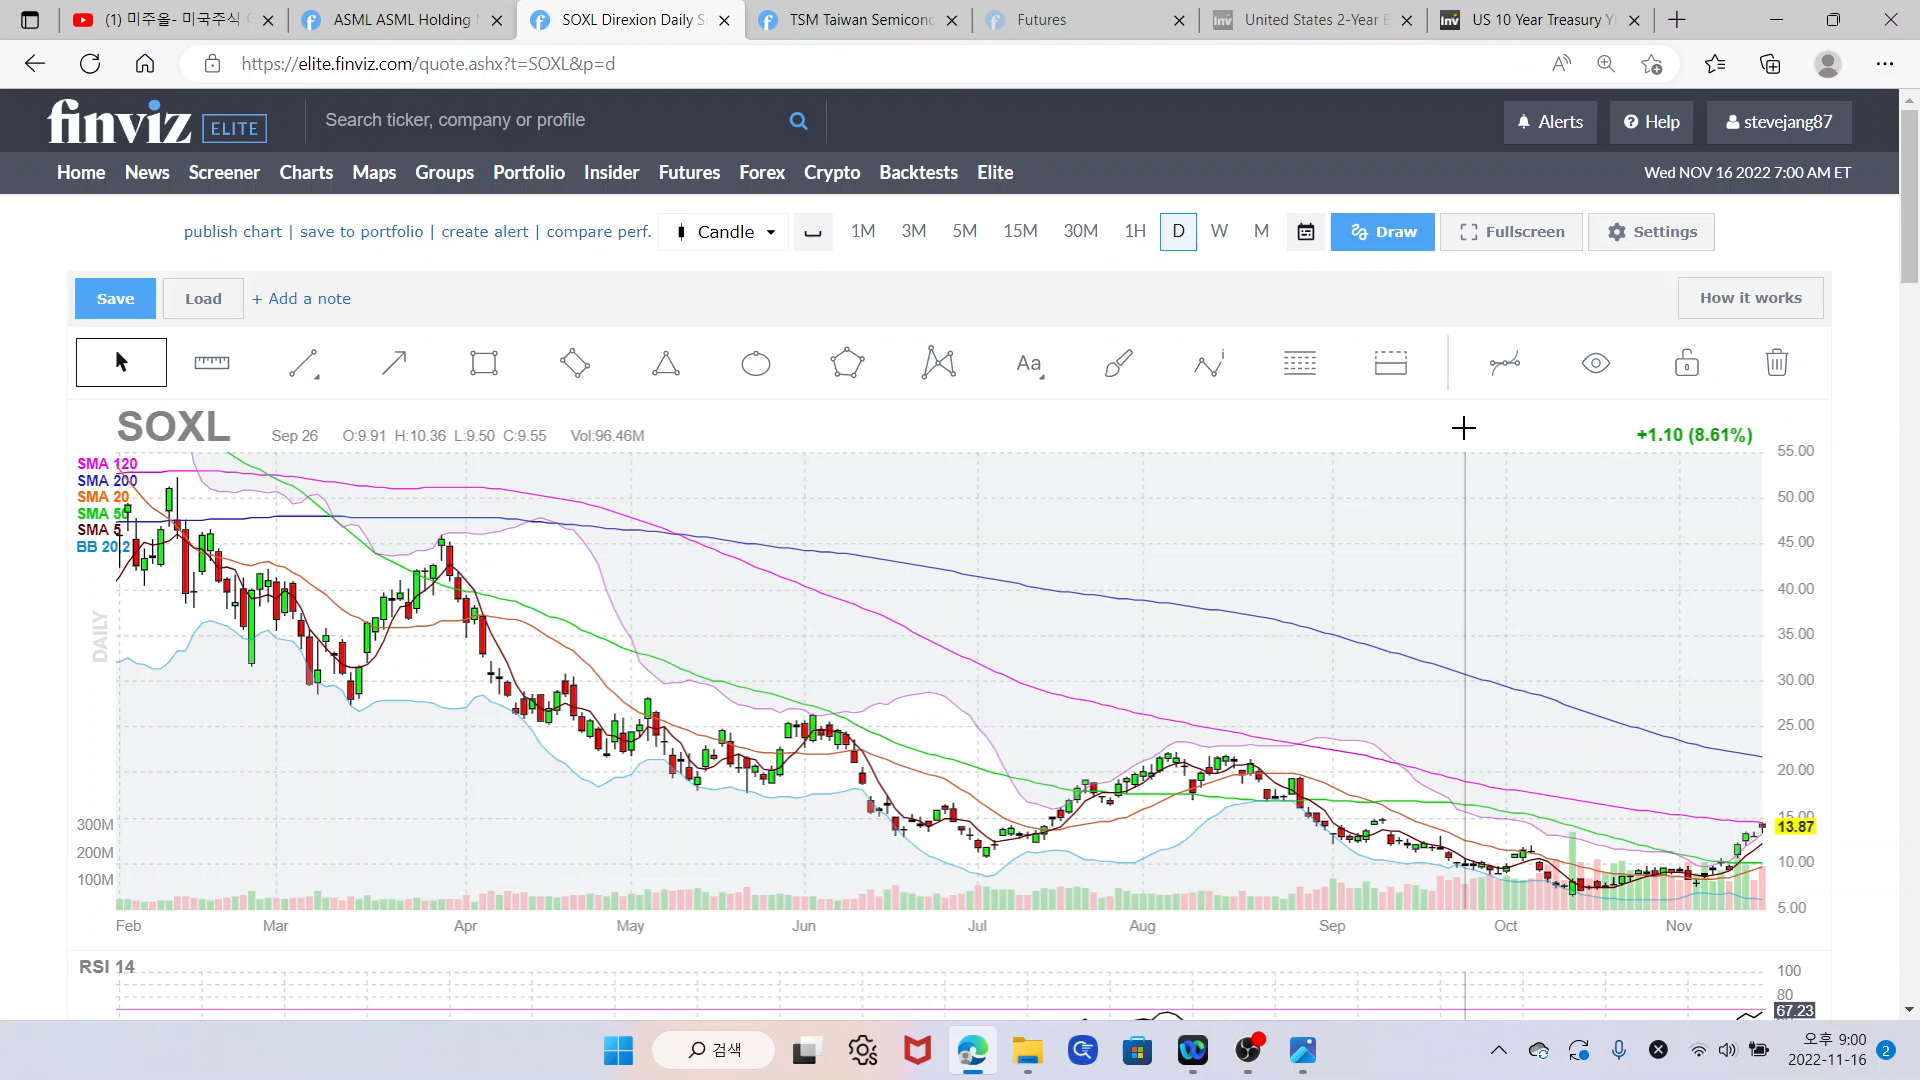 (1) 미주올- 미국주식
ASML ASML Holding
SOXL Direxion Daily S
TSM Taiwan Semicond
Futures
United States 2-Year B
US 10 Year Treasury Yi
https://elite.finviz.com/quote.ashx?t=SOXL&p=d
finviz ELITE
Search ticker, company or profile
Alerts
Help
stevejang87
Home News Screener Charts Maps Groups Portfolio Insider Futures Forex Crypto Backtests Elite
Wed NOV 16 2022 7:00 AM ET
publish chart | save to portfolio | create alert | compare perf.
Candle
1M 3M 5M 15M 30M 1H D W M
Draw
Fullscreen
Settings
Save
Load
+ Add a note
How it works
Aa
SOXL
Sep 26 O:9.91 H:10.36 L:9.50 C:9.55 Vol:96.46M
+1.10 (8.61%)
SMA 120
SMA 200
SMA 20
SMA 50
SMA 5
BB 20,2
DAILY
55.00
50.00
45.00
40.00
35.00
30.00
25.00
20.00
15.00
13.87
10.00
5.00
300M
200M
100M
Feb Mar Apr May Jun Jul Aug Sep Oct Nov
RSI 14
100
80
67.23
검색
오후 9:00
2022-11-16
2